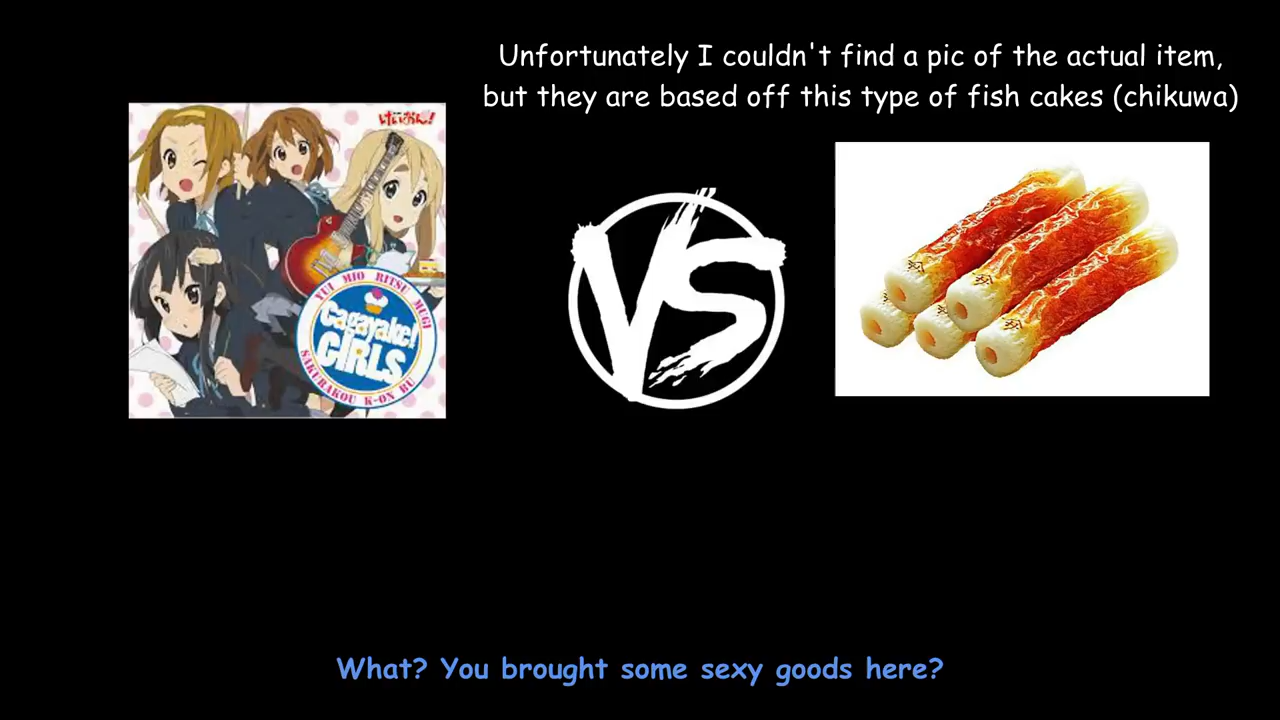 Unfortunately I couldn't find a pic of the actual item,
but they are based off this type of fish cakes (chikuwa)
けいおん!
VS
YUI MIO RITSU MUGI
Cagayake!
GIRLS
SAKURAKOU K-ON BU
What? You brought some sexy goods here?